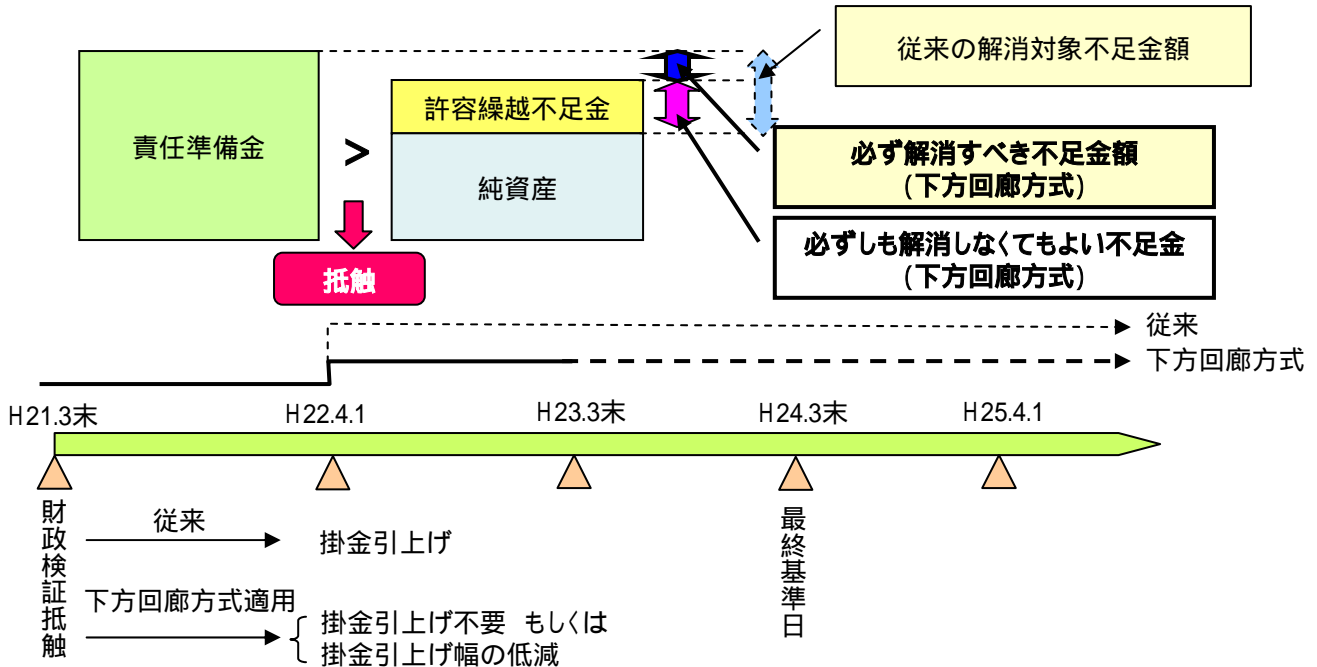 従来の解消対象不足金額
責任準備金
>
許容繰越不足金
純資産
必ず解消すべき不足金額
(下方回廊方式)
必ずしも解消しなくてもよい不足金
(下方回廊方式)
抵触
従来
下方回廊方式
H21.3末
H22.4.1
H23.3末
H24.3末
H25.4.1
財政検証抵触
従来
掛金引上げ
下方回廊方式適用
掛金引上げ不要 もしくは
掛金引上げ幅の低減
最終基準日